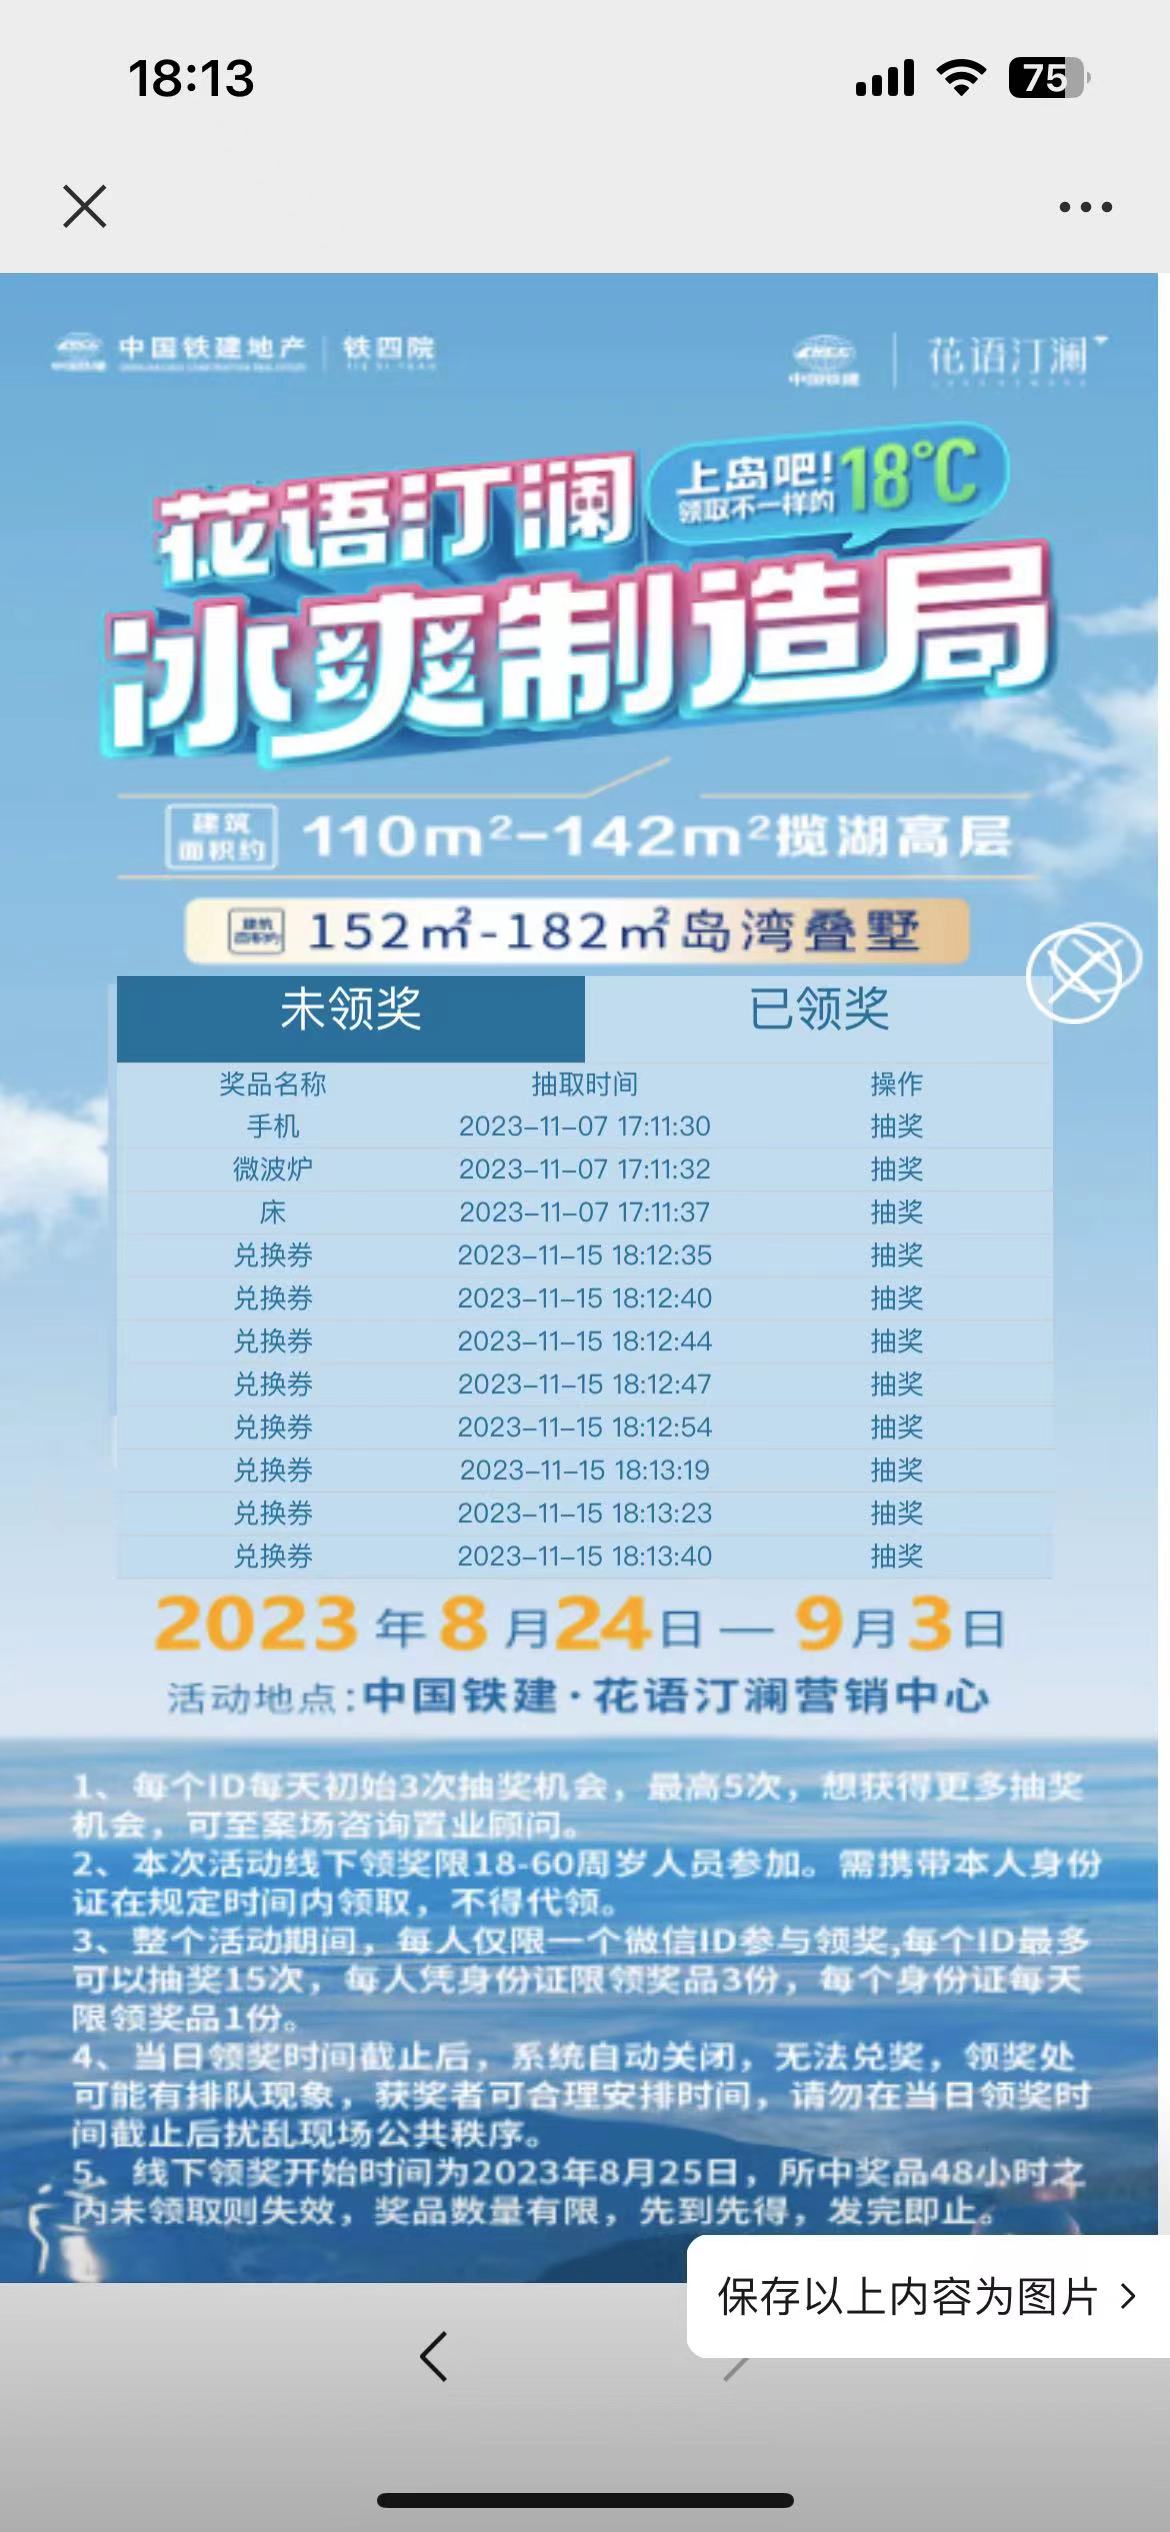 18:13
75
中国铁建地产 铁四院
中国铁建 花语汀澜
花语汀澜
上岛吧!
领取不一样的18℃
冰爽制造局
建筑面积约 110m²-142m²揽湖高层
建筑面积约 152㎡-182㎡岛湾叠墅
未领奖 已领奖
奖品名称 抽取时间 操作
手机 2023-11-07 17:11:30 抽奖
微波炉 2023-11-07 17:11:32 抽奖
床 2023-11-07 17:11:37 抽奖
兑换券 2023-11-15 18:12:35 抽奖
兑换券 2023-11-15 18:12:40 抽奖
兑换券 2023-11-15 18:12:44 抽奖
兑换券 2023-11-15 18:12:47 抽奖
兑换券 2023-11-15 18:12:54 抽奖
兑换券 2023-11-15 18:13:19 抽奖
兑换券 2023-11-15 18:13:23 抽奖
兑换券 2023-11-15 18:13:40 抽奖
2023年8月24日—9月3日
活动地点:中国铁建·花语汀澜营销中心
1、每个ID每天初始3次抽奖机会，最高5次，想获得更多抽奖
机会，可至案场咨询置业顾问。
2、本次活动线下领奖限18-60周岁人员参加。需携带本人身份
证在规定时间内领取，不得代领。
3、整个活动期间，每人仅限一个微信ID参与领奖,每个ID最多
可以抽奖15次，每人凭身份证限领奖品3份，每个身份证每天
限领奖品1份。
4、当日领奖时间截止后，系统自动关闭，无法兑奖，领奖处
可能有排队现象，获奖者可合理安排时间，请勿在当日领奖时
间截止后扰乱现场公共秩序。
5、线下领奖开始时间为2023年8月25日，所中奖品48小时之
内未领取则失效，奖品数量有限，先到先得，发完即止。
保存以上内容为图片